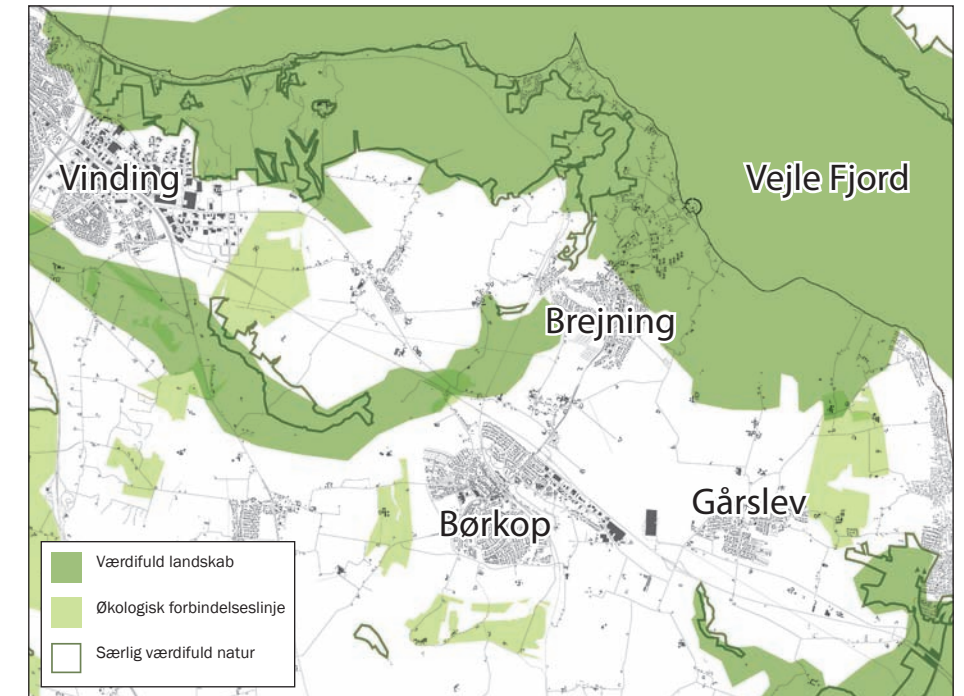 Vinding
Vejle Fjord
Brejning
Gårslev
Børkop
Værdifuld landskab
Økologisk forbindelseslinje
Særlig værdifuld natur